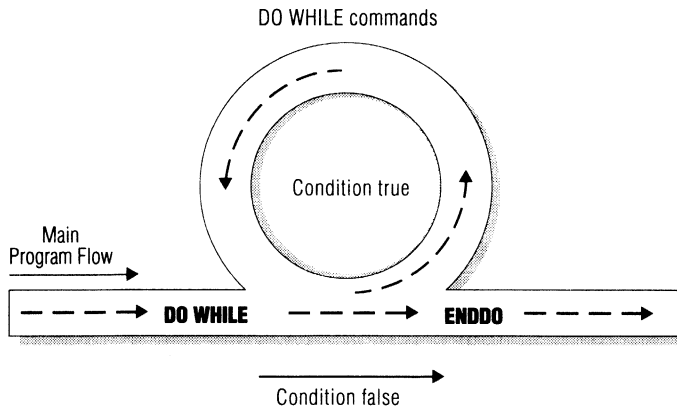 DO WHILE commands
Condition true
Main
Program Flow
DO WHILE
ENDDO
Condition false